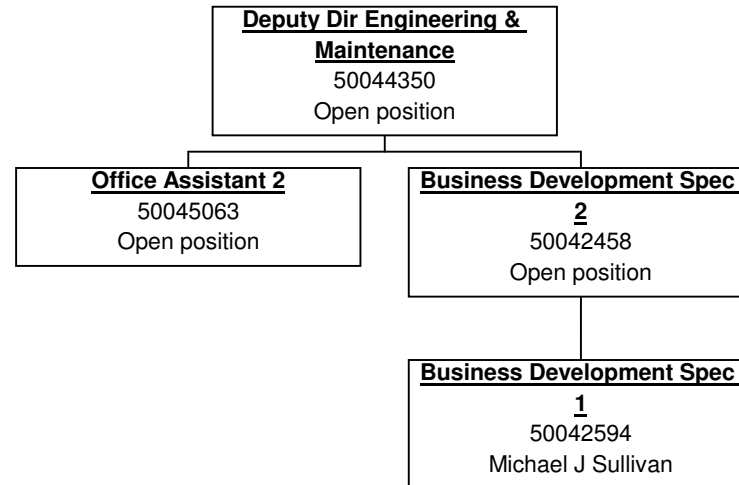 Deputy Dir Engineering &
Maintenance
50044350
Open position
Office Assistant 2
50045063
Open position
Business Development Spec
2
50042458
Open position
Business Development Spec
1
50042594
Michael J Sullivan